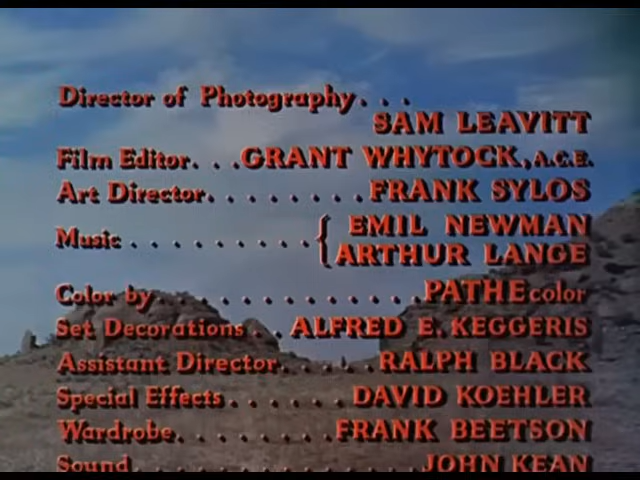 Director of Photography . . .
SAM LEAVITT
Film Editor . . . GRANT WHYTOCK, A.C.E.
Art Director . . . . . . . . FRANK SYLOS
Music . . . . . . . . . . { EMIL NEWMAN
ARTHUR LANGE
Color by . . . . . . . . . . . . PATHEcolor
Set Decorations . . . ALFRED E. KEGGERIS
Assistant Director . . . . . . RALPH BLACK
Special Effects . . . . . . . DAVID KOEHLER
Wardrobe . . . . . . . . . FRANK BEETSON
Sound . . . . . . . . . . . . . . . JOHN KEAN